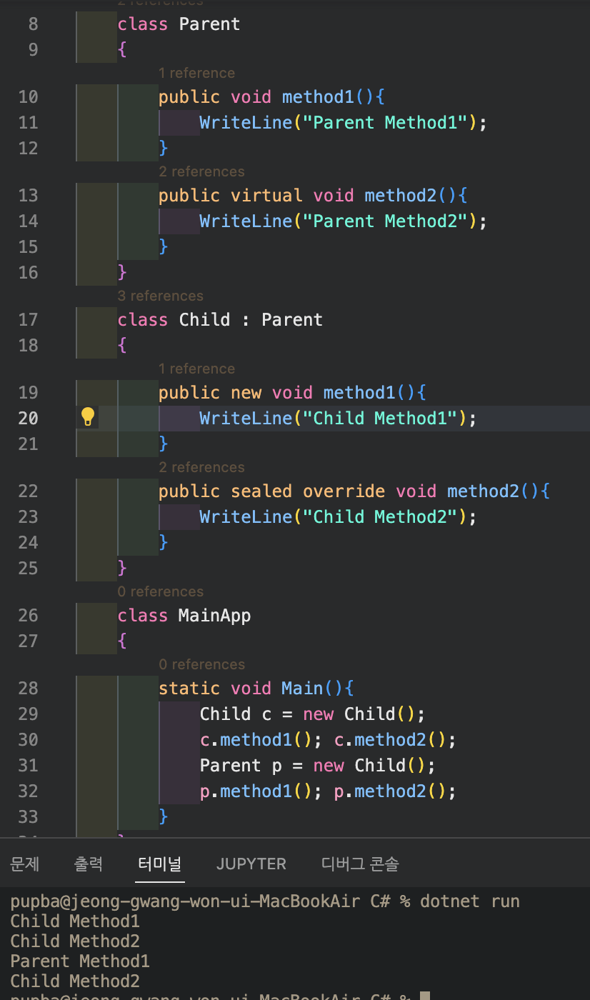 2 references
8 class Parent
9 {
1 reference
10 public void method1(){
11 WriteLine("Parent Method1");
12 }
2 references
13 public virtual void method2(){
14 WriteLine("Parent Method2");
15 }
16 }
3 references
17 class Child : Parent
18 {
1 reference
19 public new void method1(){
20 WriteLine("Child Method1");
21 }
2 references
22 public sealed override void method2(){
23 WriteLine("Child Method2");
24 }
25 }
0 references
26 class MainApp
27 {
0 references
28 static void Main(){
29 Child c = new Child();
30 c.method1(); c.method2();
31 Parent p = new Child();
32 p.method1(); p.method2();
33 }
문제 출력 터미널 JUPYTER 디버그 콘솔
pupba@jeong-gwang-won-ui-MacBookAir C# % dotnet run
Child Method1
Child Method2
Parent Method1
Child Method2
pupba@jeong-gwang-won-ui-MacBookAir C# %